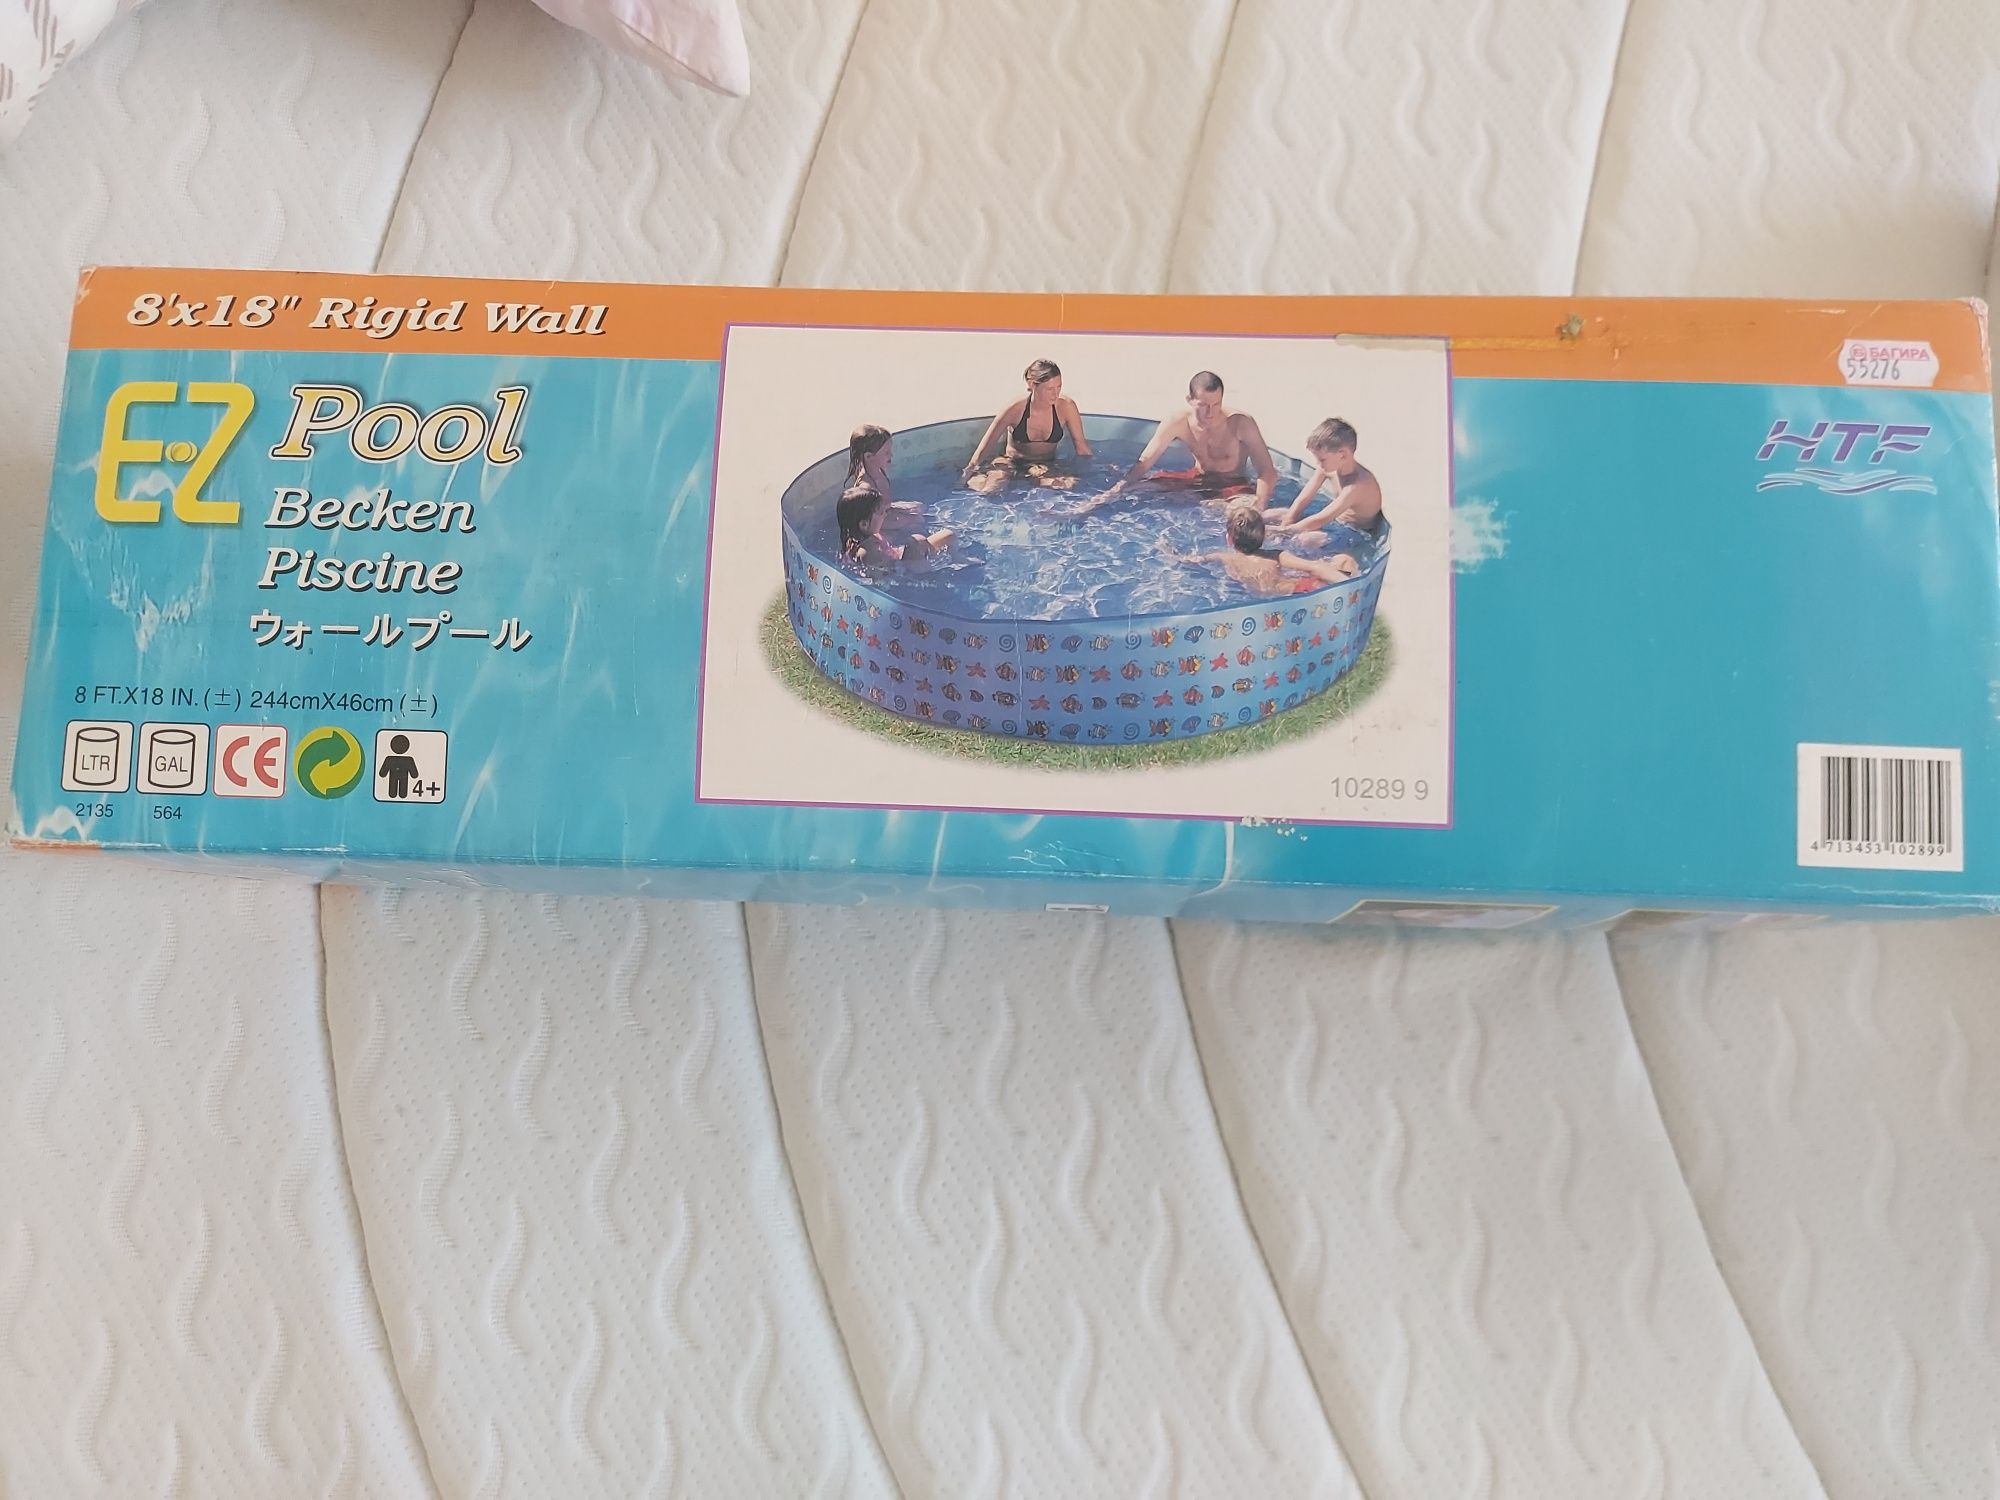 8'x18" Rigid Wall
E·Z Pool
Becken
Piscine
ウォールプール
8 FT.X18 IN.(±) 244cmX46cm(±)
LTR GAL CE 4+
2135 564
10289 9
БАГИРА
55276
HTF
4 713453 102899